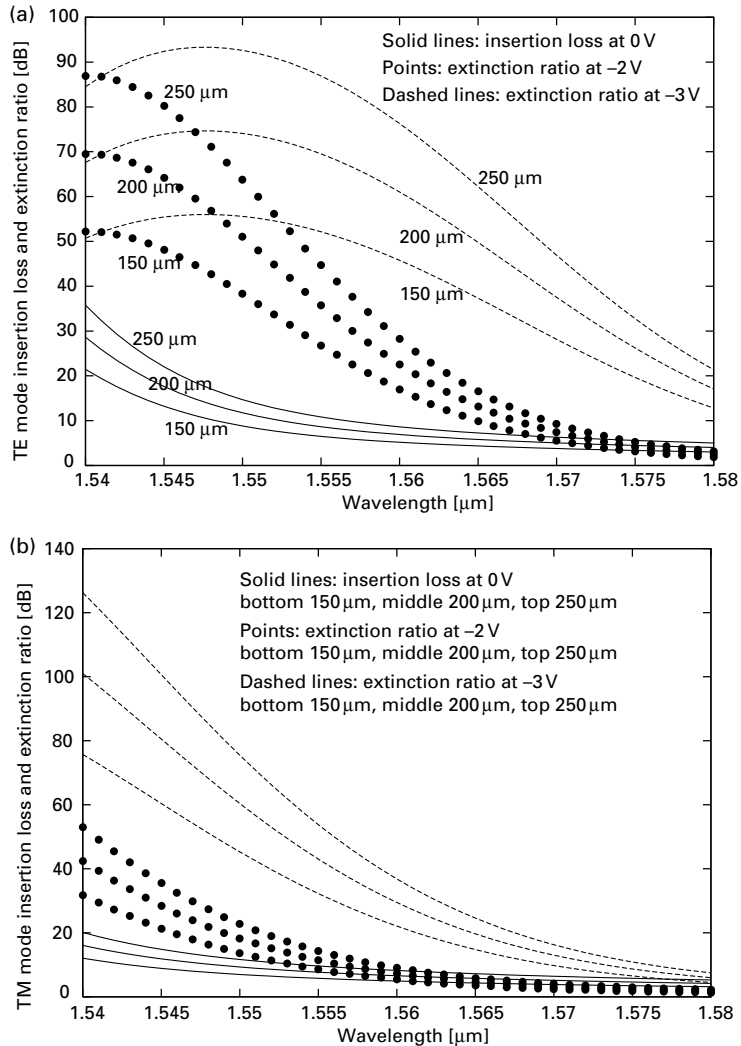 (a)
TE mode insertion loss and extinction ratio [dB]
100
90
80
70
60
50
40
30
20
10
0
Solid lines: insertion loss at 0 V
Points: extinction ratio at –2 V
Dashed lines: extinction ratio at –3 V
250 μm
200 μm
150 μm
250 μm
200 μm
150 μm
250 μm
200 μm
150 μm
1.54 1.545 1.55 1.555 1.56 1.565 1.57 1.575 1.58
Wavelength [μm]
(b)
TM mode insertion loss and extinction ratio [dB]
140
120
100
80
60
40
20
0
Solid lines: insertion loss at 0 V
bottom 150 μm, middle 200 μm, top 250 μm
Points: extinction ratio at –2 V
bottom 150 μm, middle 200 μm, top 250 μm
Dashed lines: extinction ratio at –3 V
bottom 150 μm, middle 200 μm, top 250 μm
1.54 1.545 1.55 1.555 1.56 1.565 1.57 1.575 1.58
Wavelength [μm]